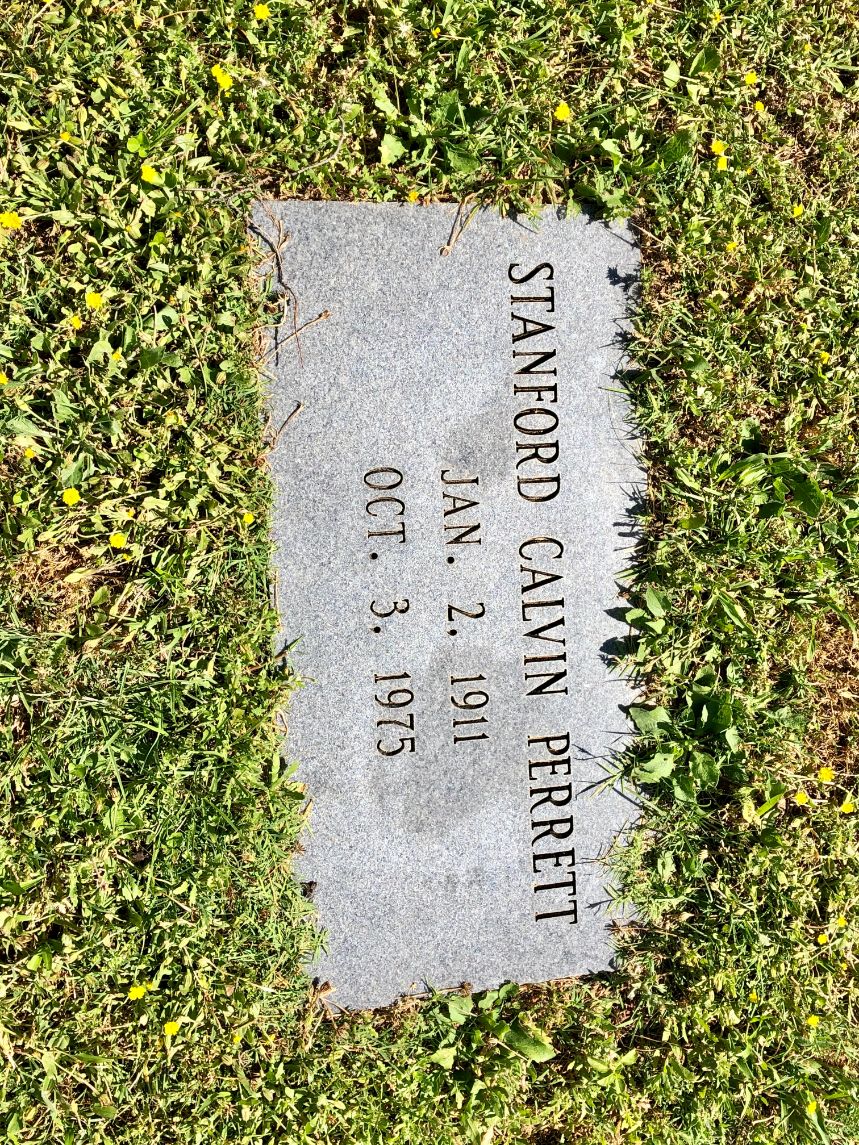 STANFORD CALVIN PERRETT
JAN. 2, 1911
OCT. 3, 1975